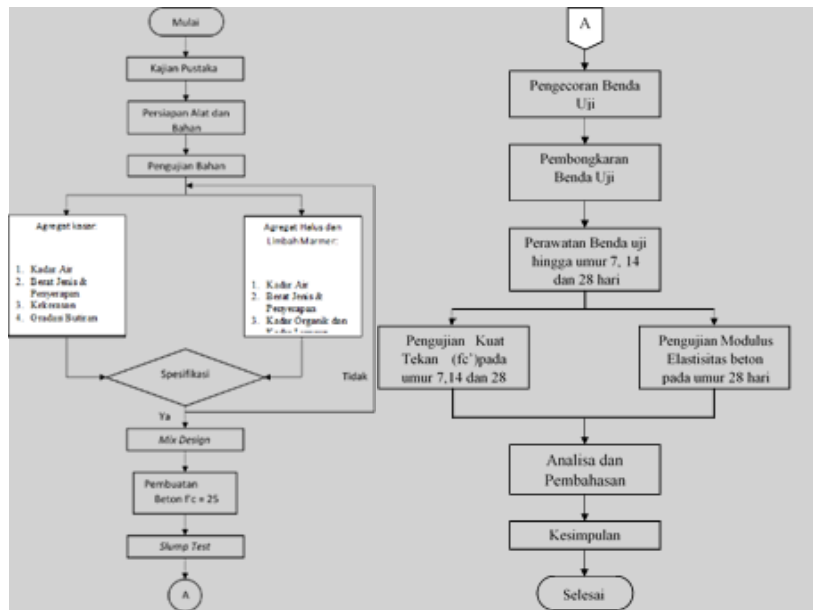 Mulai
Kajian Pustaka
Persiapan Alat dan
Bahan
Pengujian Bahan
Agregat kasar
1. Kadar Air
2. Berat Jenis &
Penyerapan
3. Kekerasan
4. Gradasi Butiran
Agregat Halus dan
Limbah Marmer:
1. Kadar Air
2. Berat Jenis &
Penyerapan
3. Kadar Organik dan
Spesifikasi
Tidak
Ya
Mix Design
Pembuatan
Beton f'c = 25
Slump Test
A
A
Pengecoran Benda
Uji
Pembongkaran
Benda Uji
Perawatan Benda uji
hingga umur 7, 14
dan 28 hari
Pengujian Kuat
Tekan (fc')pada
umur 7,14 dan 28
Pengujian Modulus
Elastisitas beton
pada umur 28 hari
Analisa dan
Pembahasan
Kesimpulan
Selesai